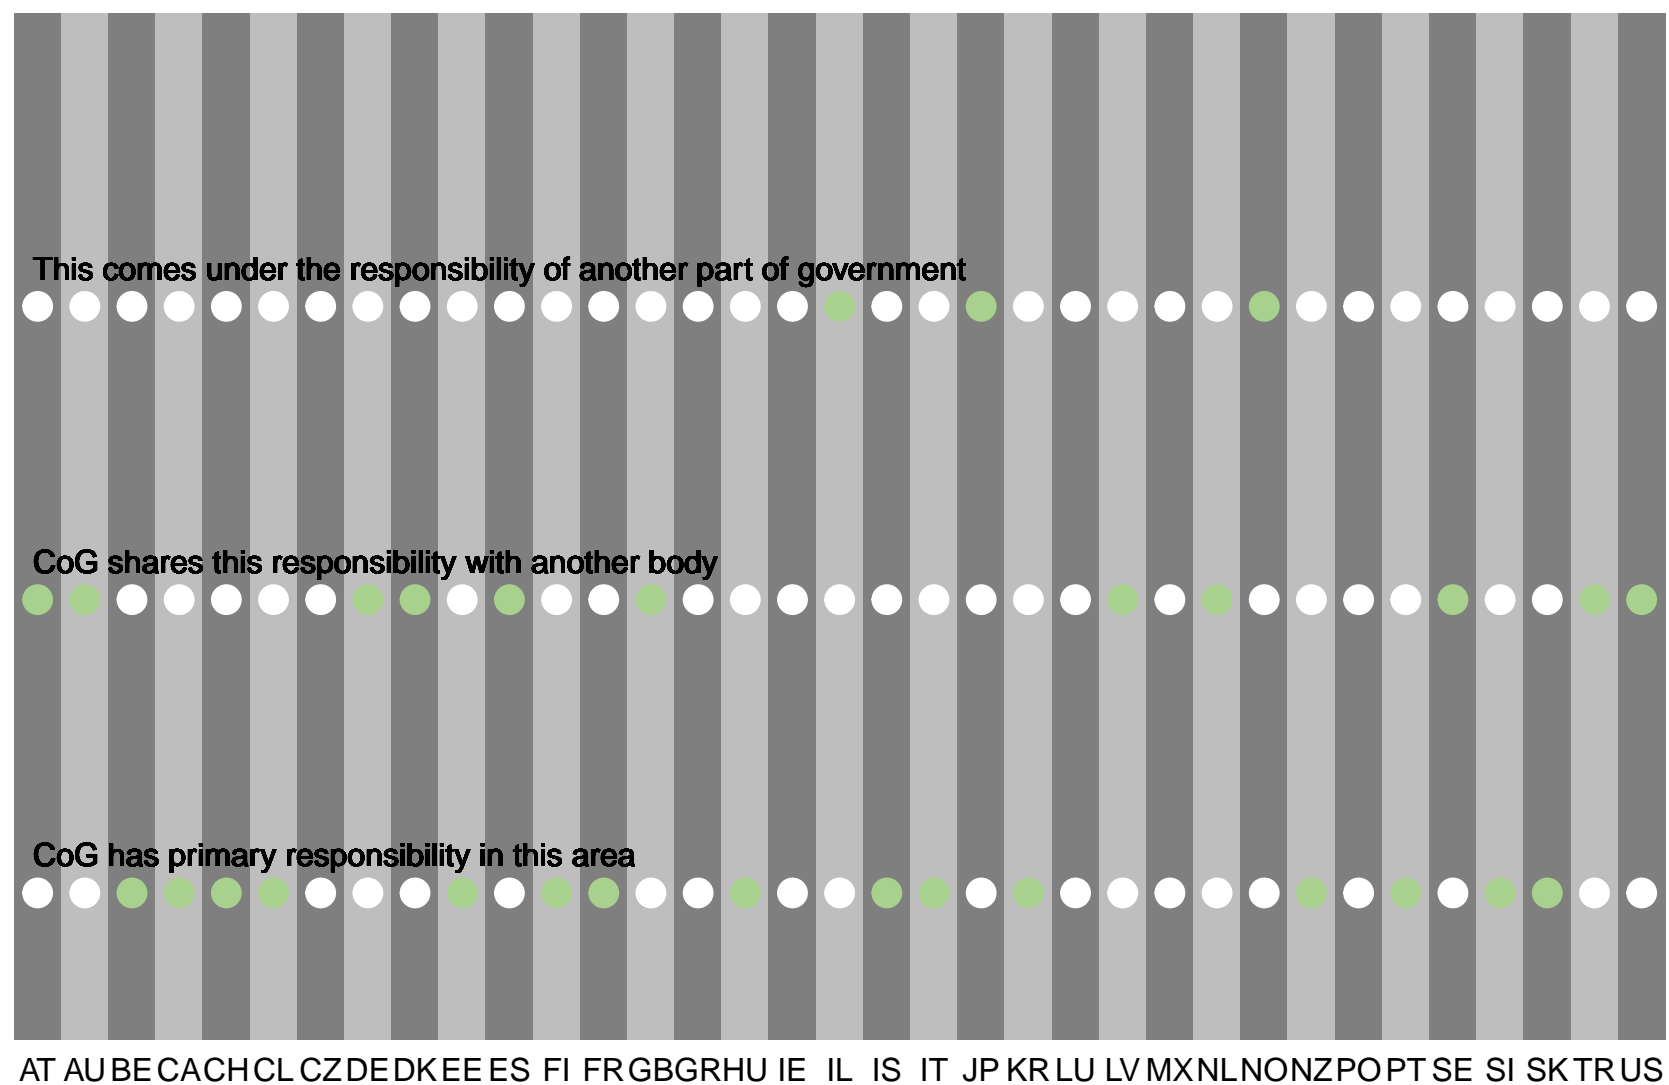 This comes under the responsibility of another part of government
CoG shares this responsibility with another body
CoG has primary responsibility in this area
AT AU BE CA CH CL CZ DE DK EE ES FI FR GB GR HU IE IL IS IT JP KR LU LV MX NL NO NZ PO PT SE SI SK TR US